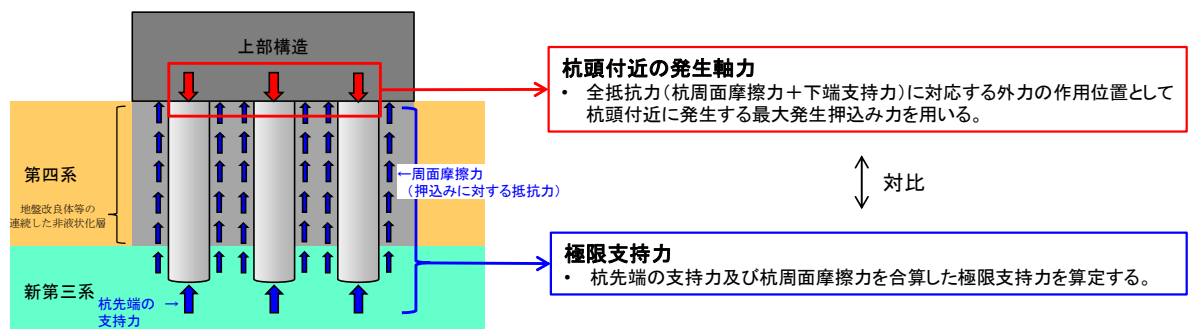 上部構造
第四系
地盤改良体等の
連続した非液状化層
新第三系
杭先端の →
支持力
←周面摩擦力
（押込みに対する抵抗力）
杭頭付近の発生軸力
• 全抵抗力（杭周面摩擦力＋下端支持力）に対応する外力の作用位置として
杭頭付近に発生する最大発生押込み力を用いる。
対比
極限支持力
• 杭先端の支持力及び杭周面摩擦力を合算した極限支持力を算定する。